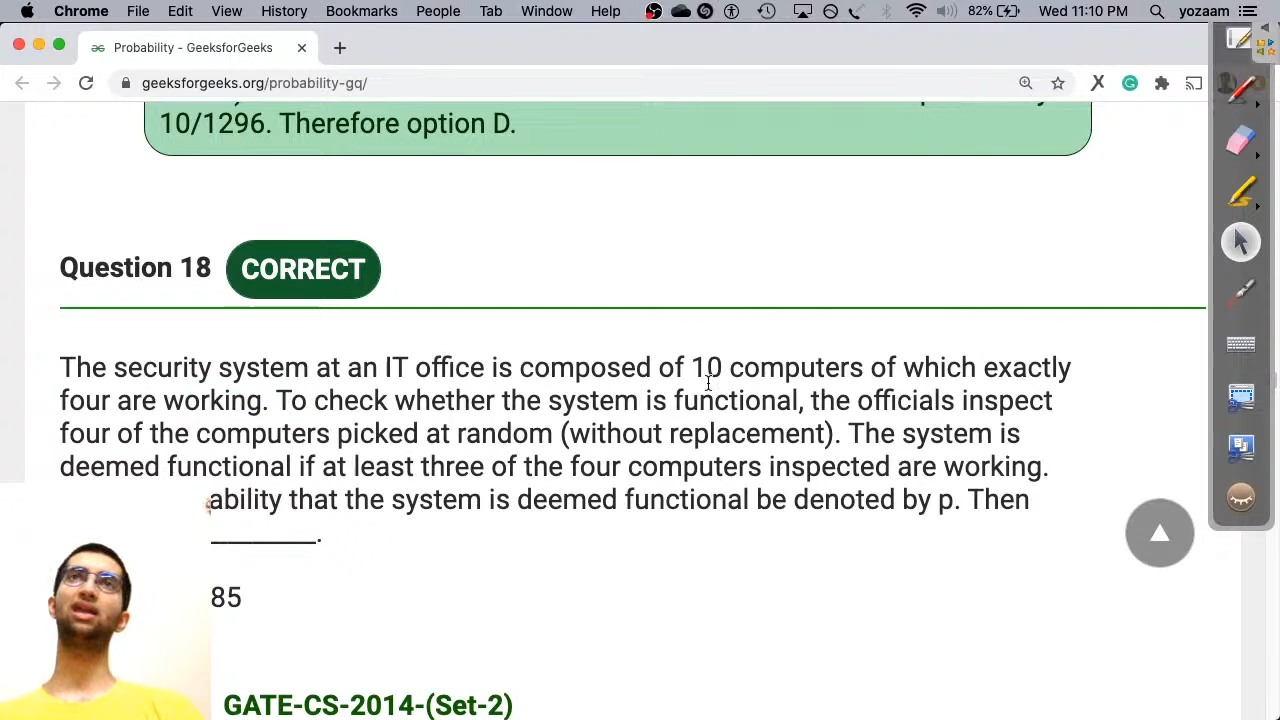 Chrome File Edit View History Bookmarks People Tab Window Help 82% Wed 11:10 PM yozaam
Probability - GeeksforGeeks
geeksforgeeks.org/probability-gq/
10/1296. Therefore option D.
Question 18 CORRECT
The security system at an IT office is composed of 10 computers of which exactly
four are working. To check whether the system is functional, the officials inspect
four of the computers picked at random (without replacement). The system is
deemed functional if at least three of the four computers inspected are working.
ability that the system is deemed functional be denoted by p. Then
________.
85
GATE-CS-2014-(Set-2)